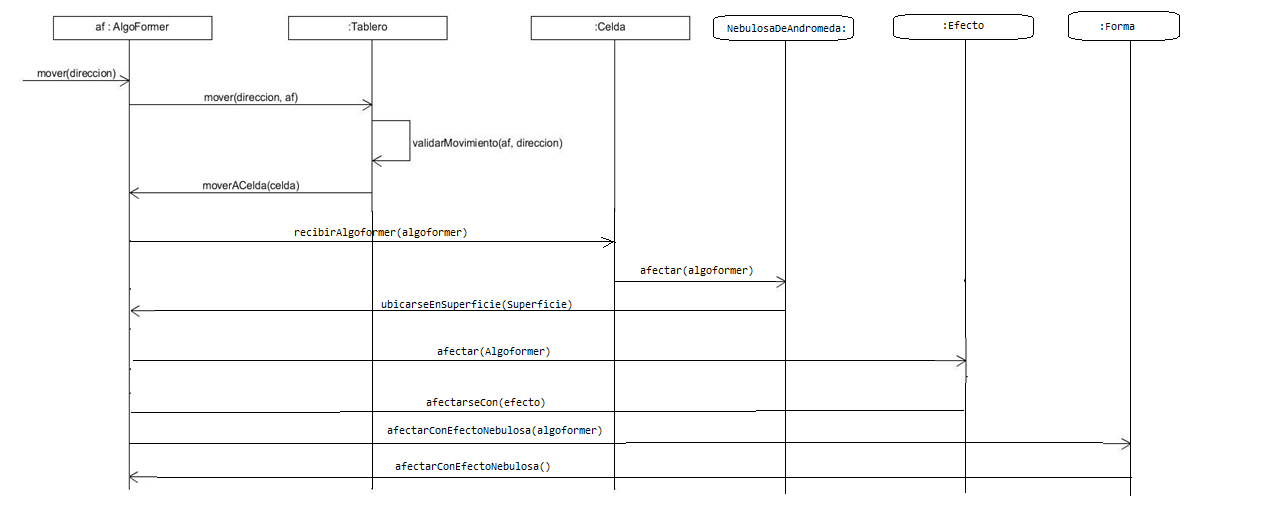 af : AlgoFormer
:Tablero
:Celda
NebulosaDeAndromeda:
:Efecto
:Forma
mover(direccion)
mover(direccion, af)
validarMovimiento(af, direccion)
moverACelda(celda)
recibirAlgoformer(algoformer)
afectar(algoformer)
ubicarseEnSuperficie(Superficie)
afectar(Algoformer)
afectarseCon(efecto)
afectarConEfectoNebulosa(algoformer)
afectarConEfectoNebulosa()